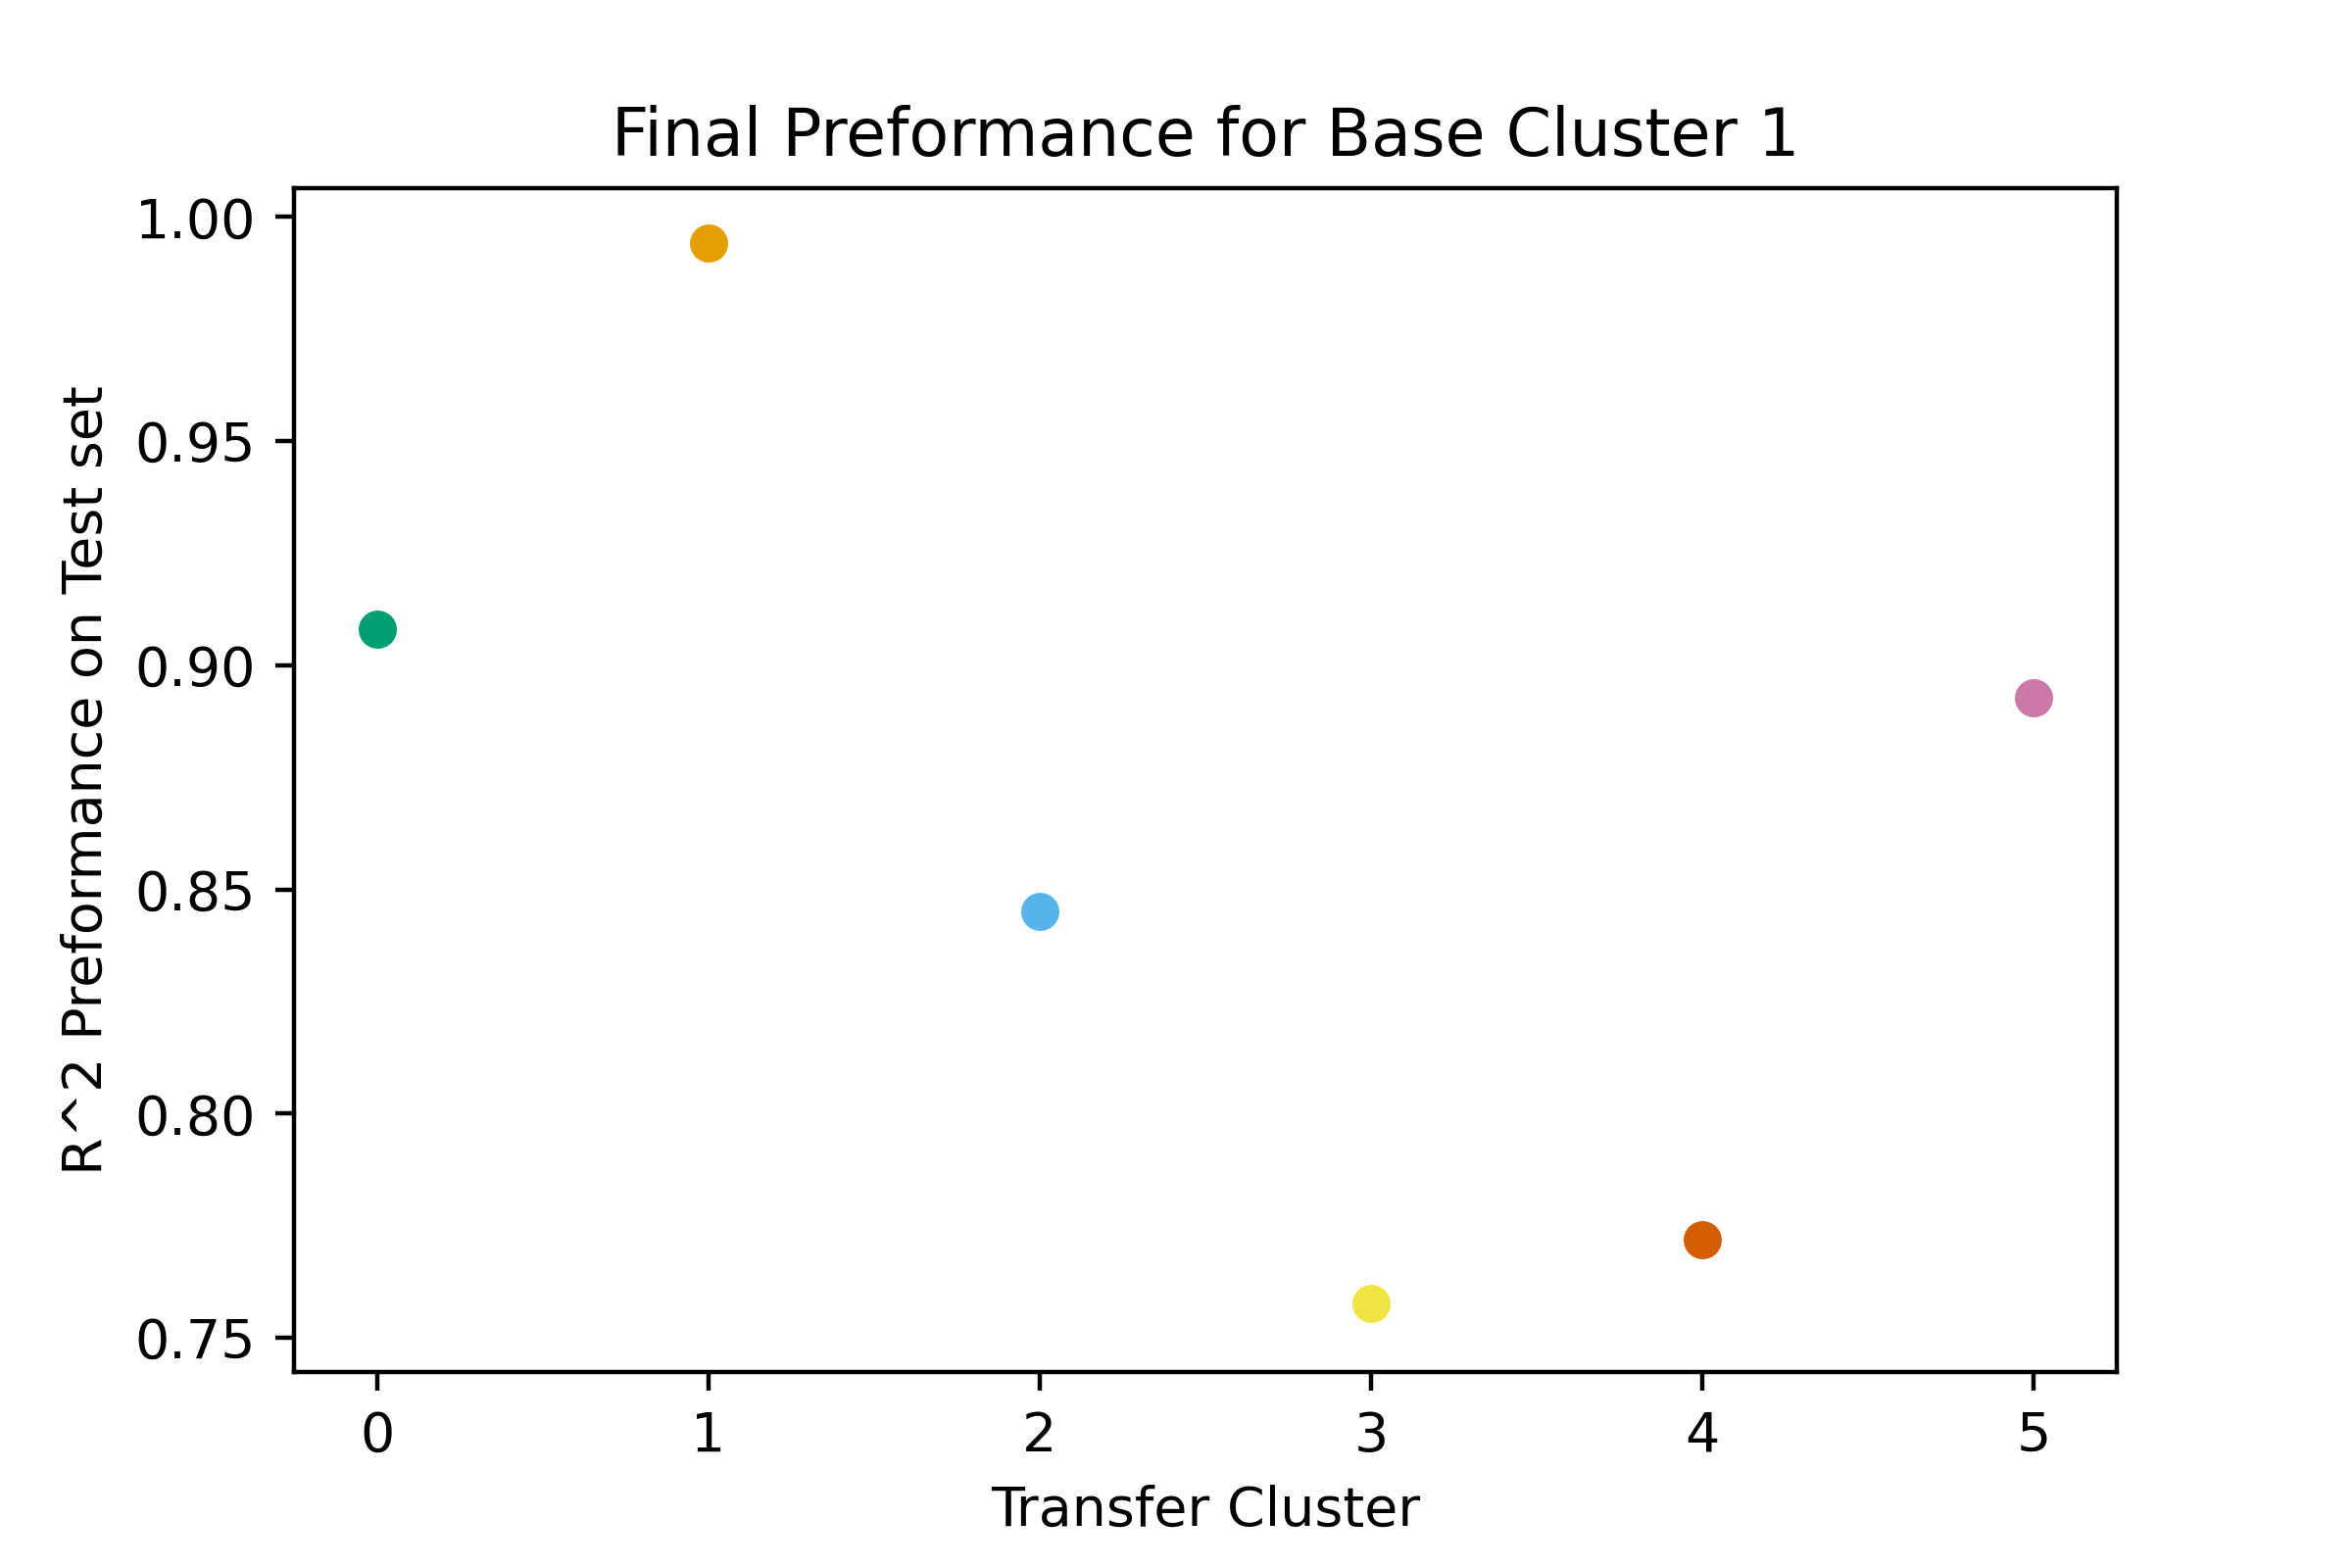 Final Preformance for Base Cluster 1
R^2 Preformance on Test set
1.00
0.95
0.90
0.85
0.80
0.75
0 1 2 3 4 5
Transfer Cluster